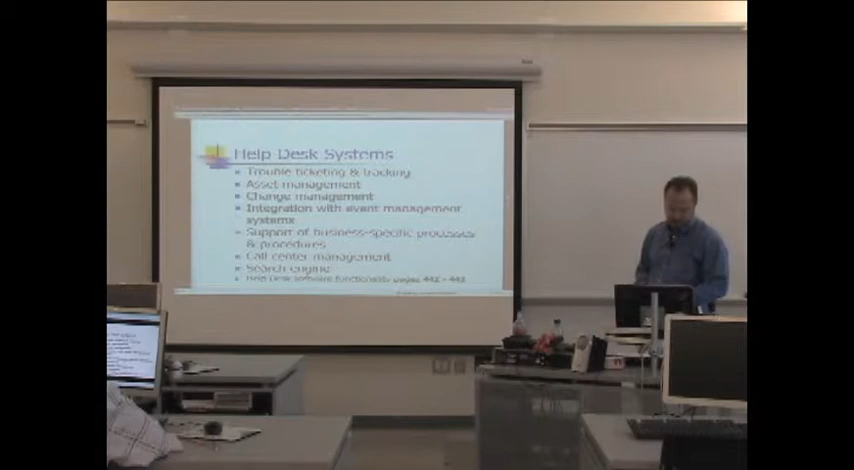 Help Desk Systems
Trouble ticketing & tracking
Asset management
Change management
Integration with event management
systems
Support of business-specific processes
& procedures
Call center management
Search engine
Help Desk software functionality pages 442 -